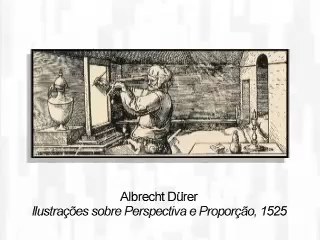 Albrecht Dürer
Ilustrações sobre Perspectiva e Proporção, 1525